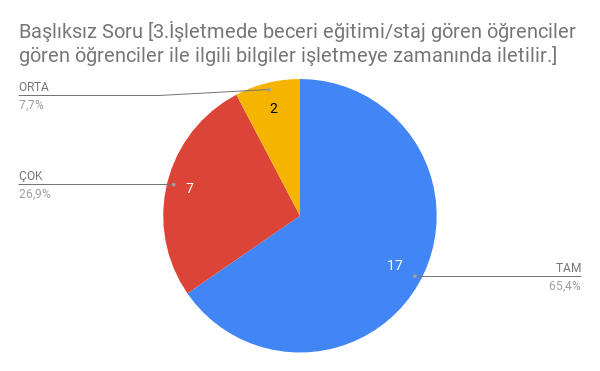 Başlıksız Soru [3.İşletmede beceri eğitimi/staj gören öğrenciler
gören öğrenciler ile ilgili bilgiler işletmeye zamanında iletilir.]
ORTA
7,7%
2
ÇOK
26,9%
7
17
TAM
65,4%